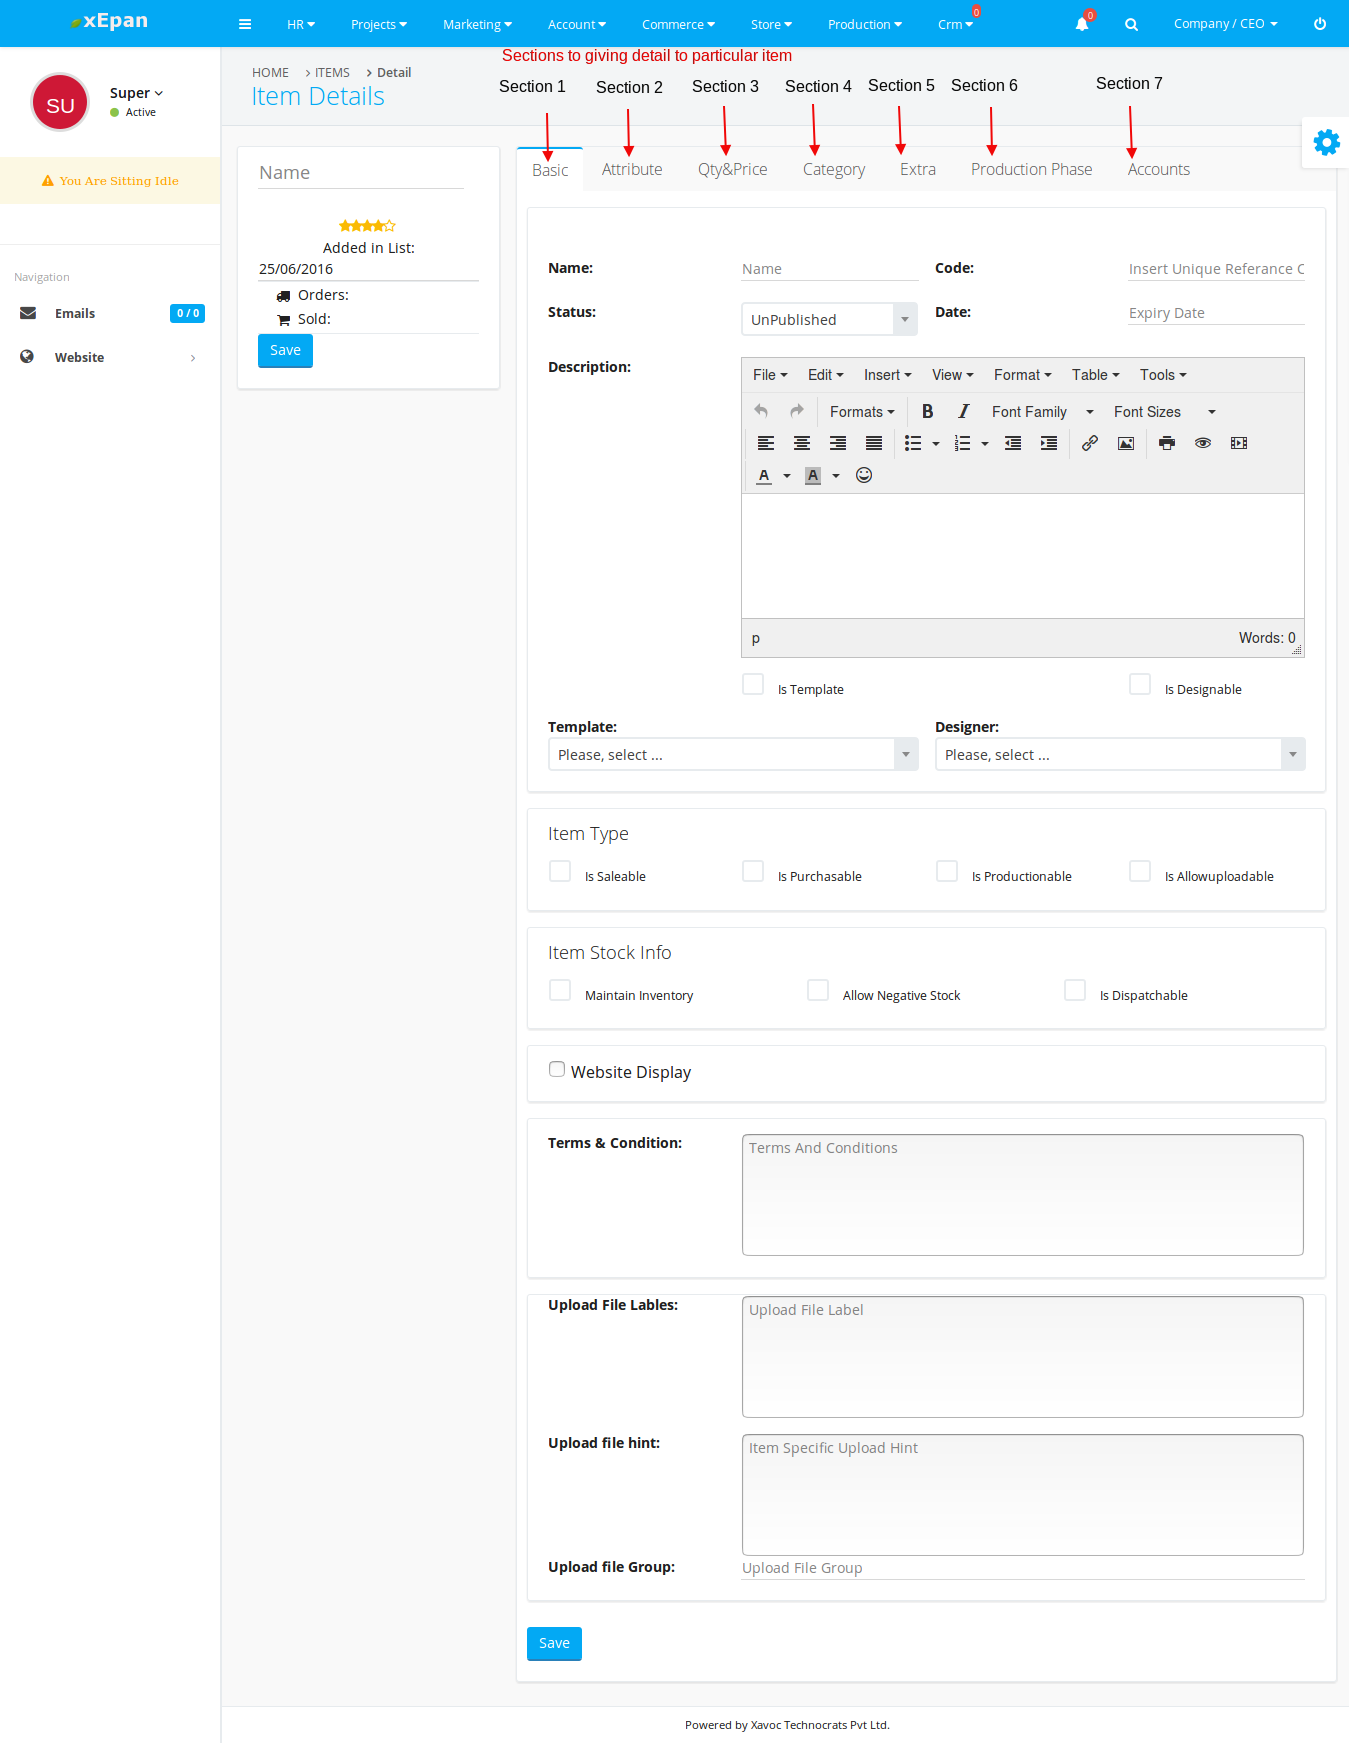 xEpan
HR Projects Marketing Account Commerce Store Production Crm 0 0 Company / CEO
Sections to giving detail to particular item
HOME ITEMS Detail
Item Details
Section 1 Section 2 Section 3 Section 4 Section 5 Section 6 Section 7
SU
Super
Active
You Are Sitting Idle
Navigation
Emails 0 / 0
Website
Name
Added in List:
25/06/2016
Orders:
Sold:
Save
Basic Attribute Qty&Price Category Extra Production Phase Accounts
Name: Name Code: Insert Unique Referance C
Status: UnPublished Date: Expiry Date
Description:
File Edit Insert View Format Table Tools
Formats B I Font Family Font Sizes
A A
p Words: 0
Is Template Is Designable
Template: Designer:
Please, select ... Please, select ...
Item Type
Is Saleable Is Purchasable Is Productionable Is Allowuploadable
Item Stock Info
Maintain Inventory Allow Negative Stock Is Dispatchable
Website Display
Terms & Condition: Terms And Conditions
Upload File Lables: Upload File Label
Upload file hint: Item Specific Upload Hint
Upload file Group: Upload File Group
Save
Powered by Xavoc Technocrats Pvt Ltd.